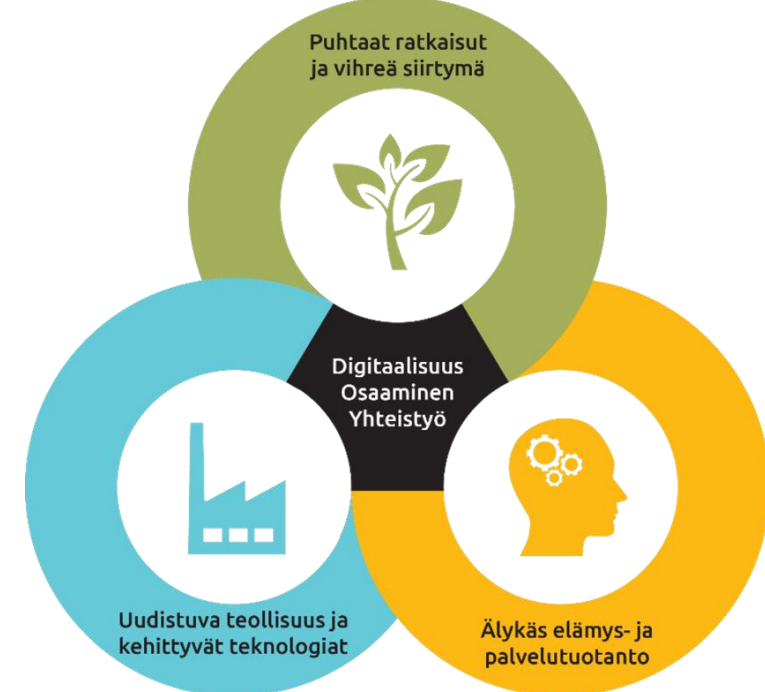 Puhtaat ratkaisut
ja vihreä siirtymä
Digitaalisuus
Osaaminen
Yhteistyö
Uudistuva teollisuus ja
kehittyvät teknologiat
Älykäs elämys- ja
palvelutuotanto